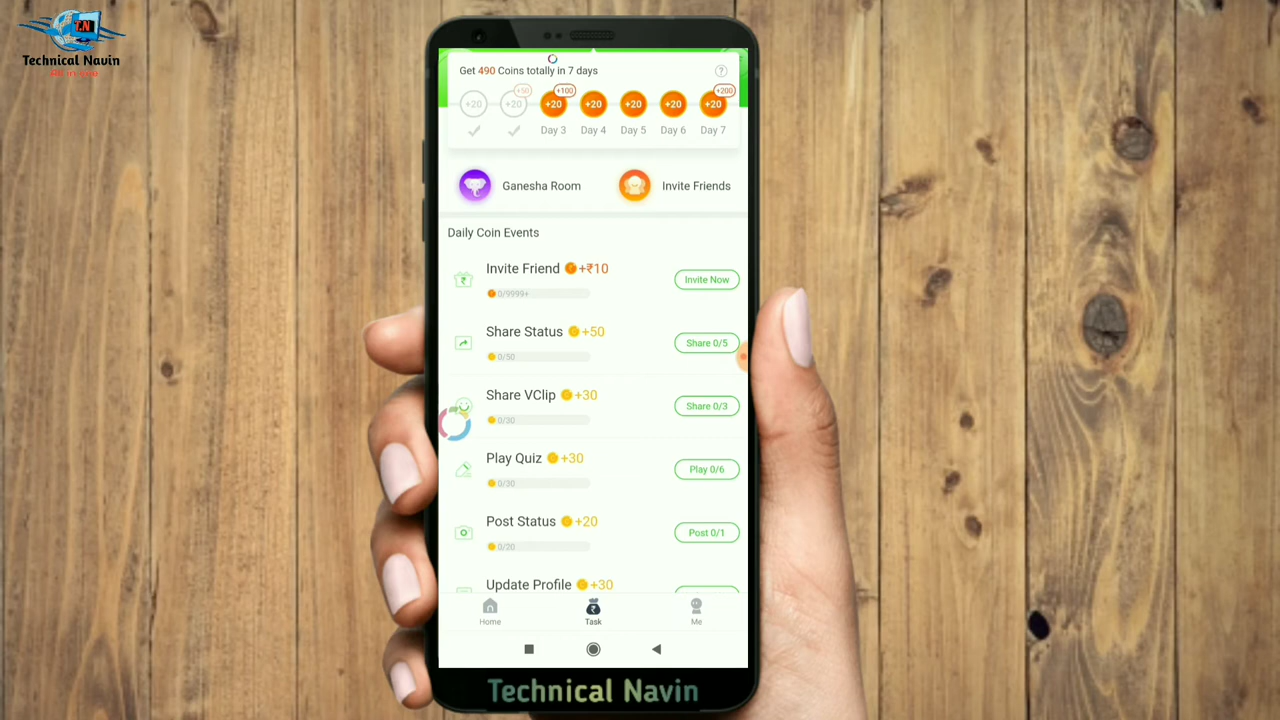 T.N
Technical Navin
All in one
Get 490 Coins totally in 7 days
?
+50 +100 +200
+20 +20 +20 +20 +20 +20 +20
Day 3 Day 4 Day 5 Day 6 Day 7
Ganesha Room Invite Friends
Daily Coin Events
Invite Friend +₹10
0/9999+
Invite Now
Share Status +50
0/50
Share 0/5
Share VClip +30
0/30
Share 0/3
Play Quiz +30
0/30
Play 0/6
Post Status +20
0/20
Post 0/1
Update Profile +30
Home Task Me
Technical Navin